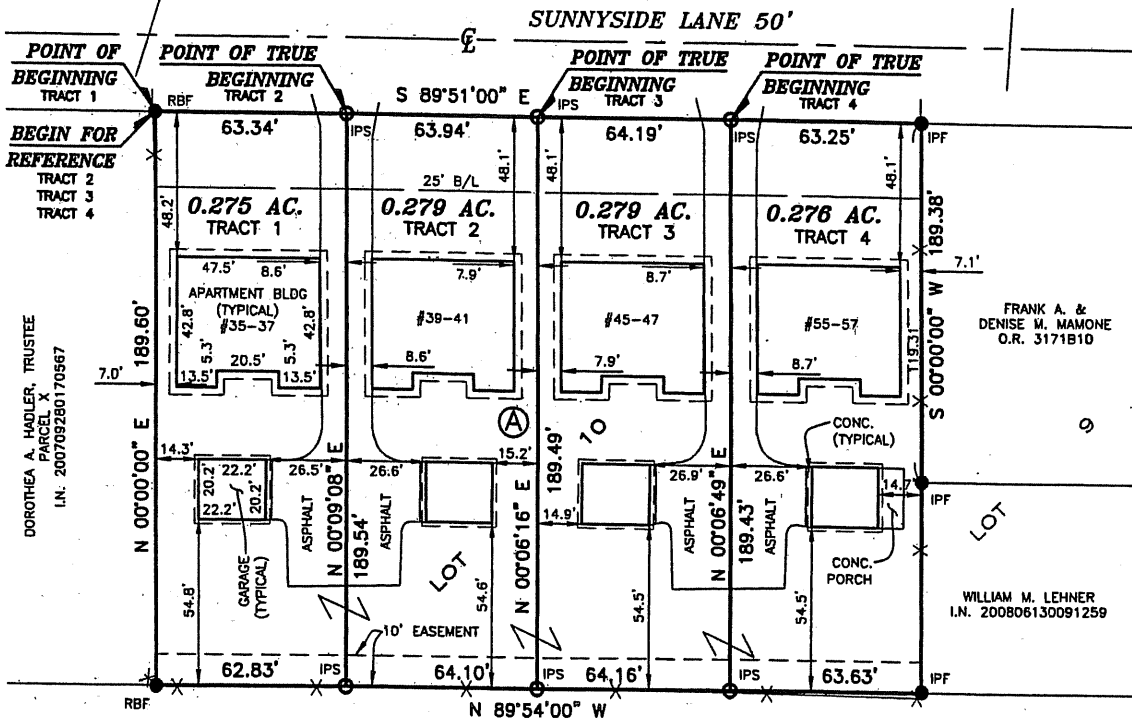 SUNNYSIDE LANE 50'
℄
POINT OF
BEGINNING
TRACT 1
POINT OF TRUE
BEGINNING
TRACT 2
POINT OF TRUE
BEGINNING
TRACT 3
POINT OF TRUE
BEGINNING
TRACT 4
RBF
S 89°51'00" E
IPS
BEGIN FOR
REFERENCE
TRACT 2
TRACT 3
TRACT 4
63.34'
IPS
63.94'
64.19'
IPS
63.25'
IPF
48.2'
48.1'
48.1'
48.1'
25' B/L
189.38'
0.275 AC.
TRACT 1
0.279 AC.
TRACT 2
0.279 AC.
TRACT 3
0.276 AC.
TRACT 4
47.5'
8.6'
7.9'
8.7'
7.1'
APARTMENT BLDG
(TYPICAL)
#35-37
#39-41
#45-47
#55-57
42.8'
42.8'
5.3'
5.3'
20.5'
13.5'
13.5'
8.6'
7.9'
8.7'
119.31'
S 00°00'00" W
FRANK A. &
DENISE M. MAMONE
O.R. 3171B10
DOROTHEA A. HADLER, TRUSTEE
PARCEL X
I.N. 200709280170567
7.0'
189.60'
N 00°00'00" E
A
10
9
CONC.
(TYPICAL)
14.3'
22.2'
20.2'
20.2'
22.2'
26.5'
26.6'
15.2'
14.9'
26.9'
26.6'
14.7'
IPF
N 00°09'08" E
189.54'
N 00°06'16" E
189.49'
N 00°06'49" E
189.43'
ASPHALT
ASPHALT
ASPHALT
ASPHALT
GARAGE
(TYPICAL)
LOT
LOT
CONC.
PORCH
54.8'
54.6'
54.5'
54.5'
WILLIAM M. LEHNER
I.N. 200806130091259
10' EASEMENT
62.83'
IPS
64.10'
IPS
64.16'
IPS
63.63'
IPF
RBF
N 89°54'00" W